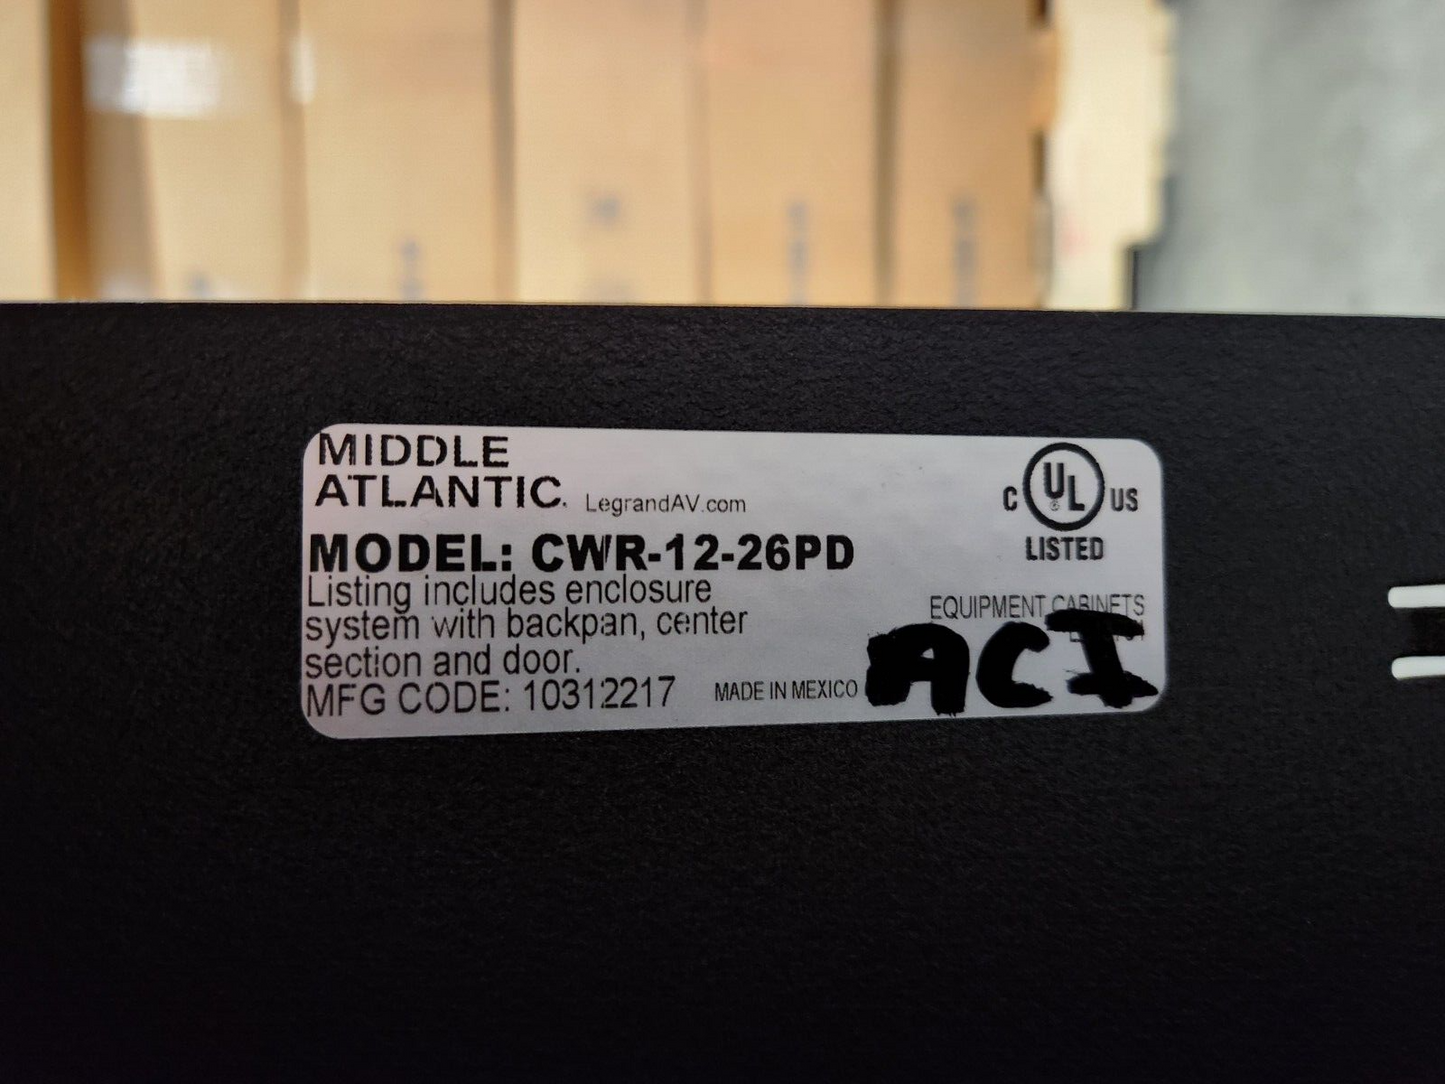 MIDDLE
ATLANTIC. LegrandAV.com
MODEL: CWR-12-26PD
Listing includes enclosure
system with backpan, center
section and door.
MFG CODE: 10312217
MADE IN MEXICO
C UL US
LISTED
EQUIPMENT CABINETS
ACI